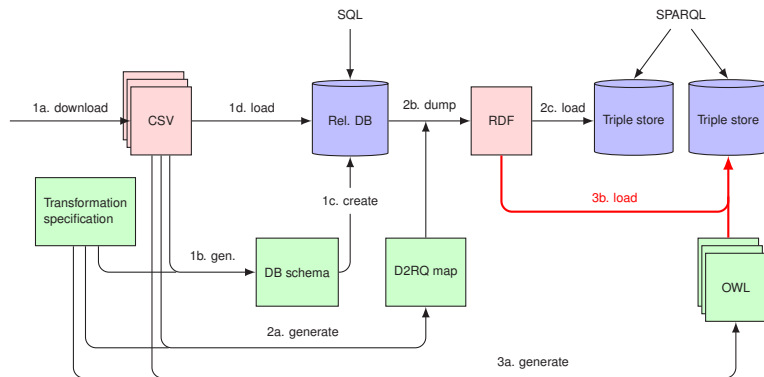 SQL
SPARQL
1a. download
CSV
1d. load
Rel. DB
2b. dump
RDF
2c. load
Triple store
Triple store
Transformation
specification
1c. create
3b. load
1b. gen.
DB schema
D2RQ map
OWL
2a. generate
3a. generate